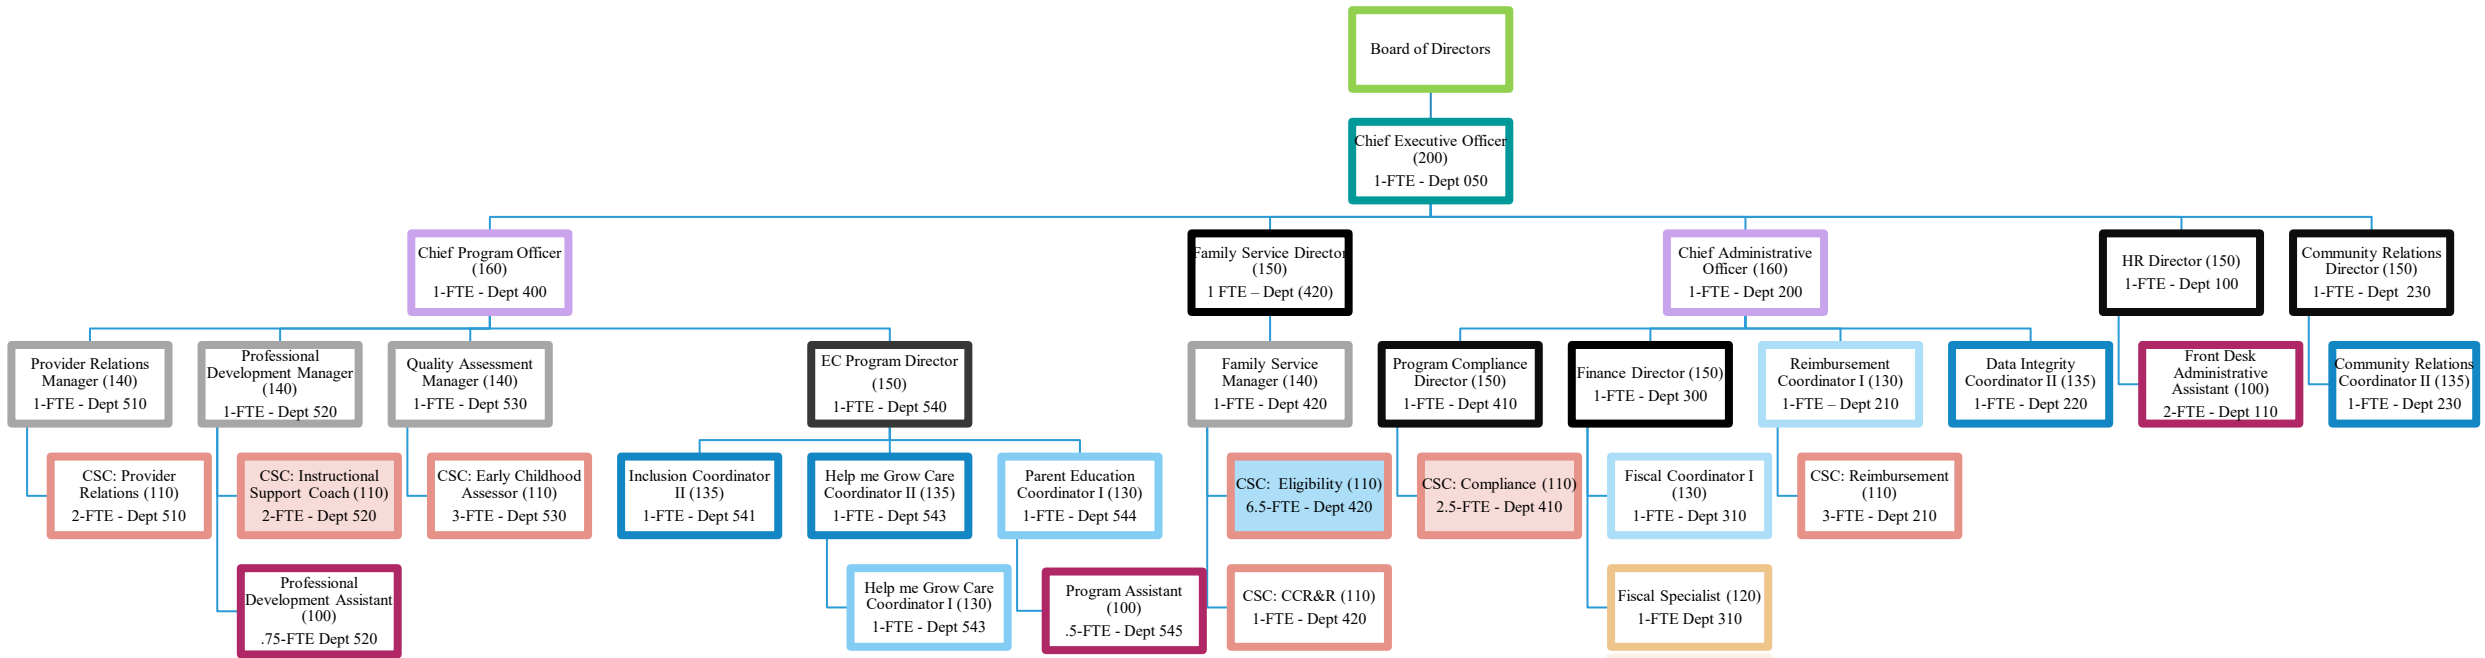 Board of Directors
Chief Executive Officer
(200)
1-FTE - Dept 050
Chief Program Officer
(160)
1-FTE - Dept 400
Family Service Director
(150)
1 FTE – Dept (420)
Chief Administrative
Officer (160)
1-FTE - Dept 200
HR Director (150)
1-FTE - Dept 100
Community Relations
Director (150)
1-FTE - Dept  230
Provider Relations
Manager (140)
1-FTE - Dept 510
Professional
Development Manager
(140)
1-FTE - Dept 520
Quality Assessment
Manager (140)
1-FTE - Dept 530
EC Program Director
(150)
1-FTE - Dept 540
Family Service
Manager (140)
1-FTE - Dept 420
Program Compliance
Director (150)
1-FTE - Dept 410
Finance Director (150)
1-FTE - Dept 300
Reimbursement
Coordinator I (130)
1-FTE – Dept 210
Data Integrity
Coordinator II (135)
1-FTE - Dept 220
Front Desk
Administrative
Assistant (100)
2-FTE - Dept 110
Community Relations
Coordinator II (135)
1-FTE - Dept 230
CSC: Provider
Relations (110)
2-FTE - Dept 510
CSC: Instructional
Support Coach (110)
2-FTE - Dept 520
CSC: Early Childhood
Assessor (110)
3-FTE - Dept 530
Inclusion Coordinator
II (135)
1-FTE - Dept 541
Help me Grow Care
Coordinator II (135)
1-FTE - Dept 543
Parent Education
Coordinator I (130)
1-FTE - Dept 544
CSC:  Eligibility (110)
6.5-FTE - Dept 420
CSC: Compliance (110)
2.5-FTE - Dept 410
Fiscal Coordinator I
(130)
1-FTE - Dept 310
CSC: Reimbursement
(110)
3-FTE - Dept 210
Professional
Development Assistant
(100)
.75-FTE Dept 520
Help me Grow Care
Coordinator I (130)
1-FTE - Dept 543
Program Assistant
(100)
.5-FTE - Dept 545
CSC: CCR&R (110)
1-FTE - Dept 420
Fiscal Specialist (120)
1-FTE Dept 310